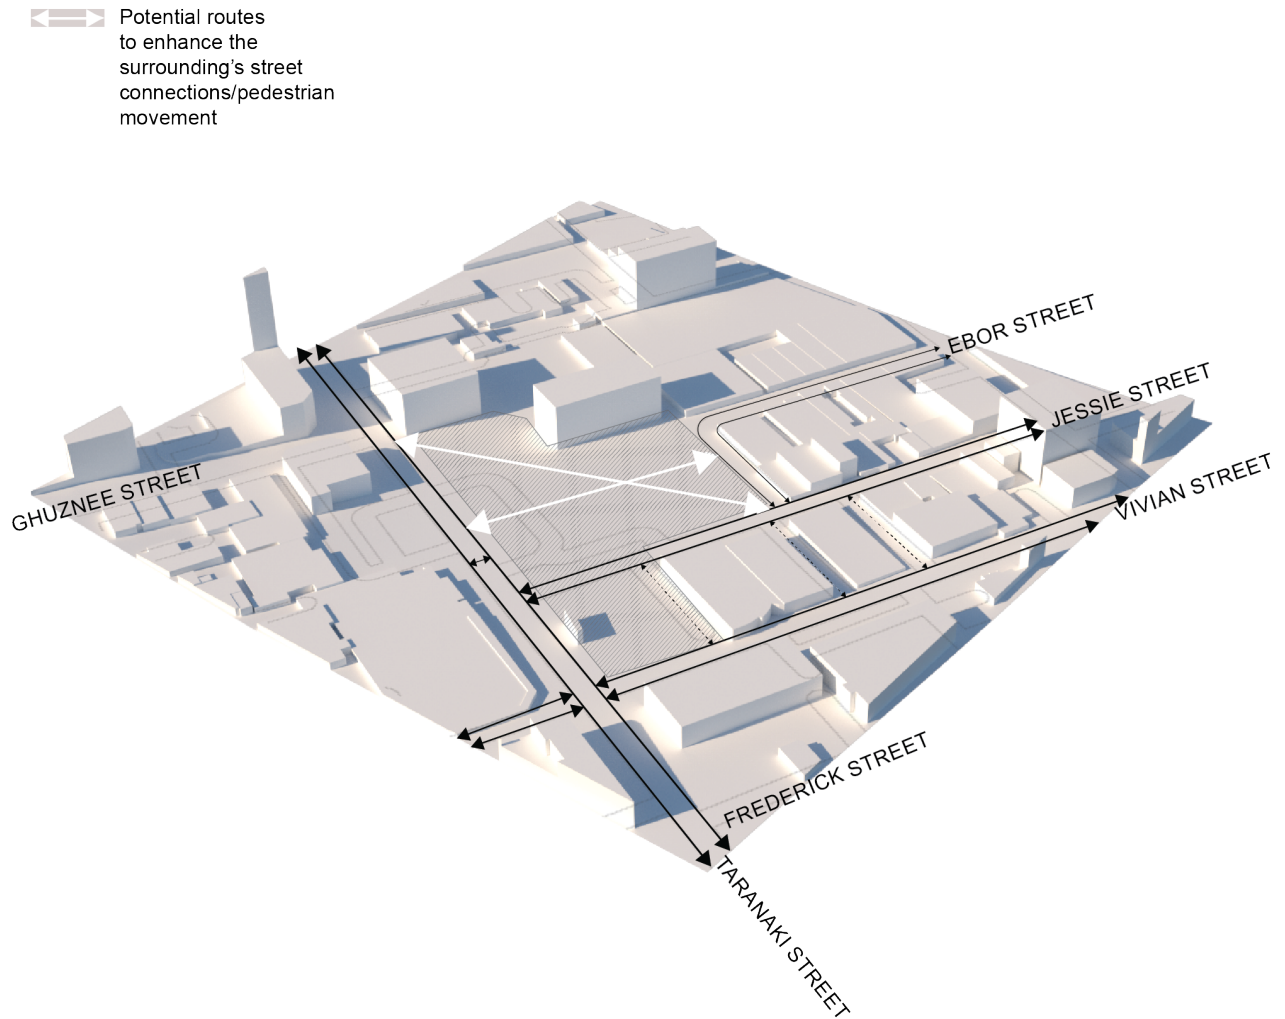 Potential routes
to enhance the
surrounding's street
connections/pedestrian
movement
EBOR STREET
JESSIE STREET
VIVIAN STREET
GHUZNEE STREET
FREDERICK STREET
TARANAKI STREET